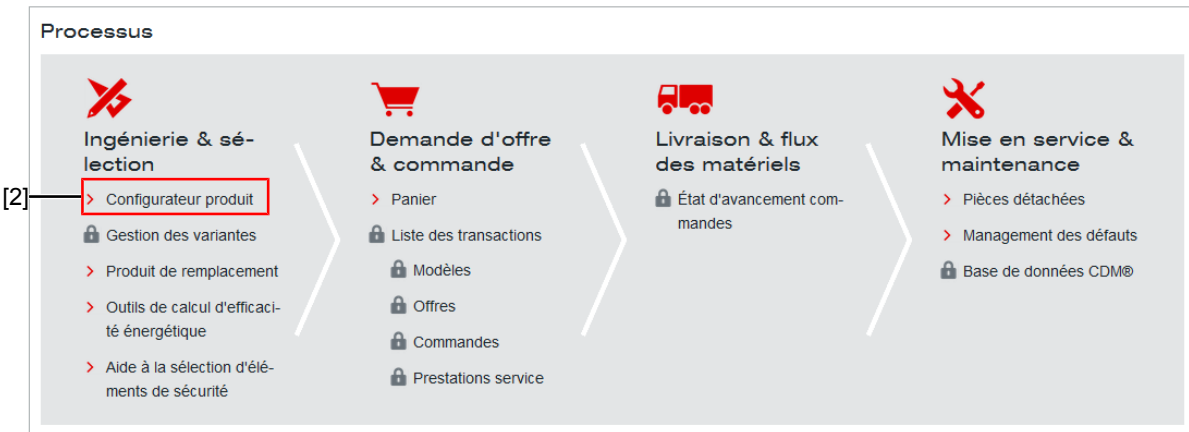 Processus
Ingénierie & sé-
lection
[2]
Configurateur produit
Gestion des variantes
Produit de remplacement
Outils de calcul d'efficaci-
té énergétique
Aide à la sélection d'élé-
ments de sécurité
Demande d'offre
& commande
Panier
Liste des transactions
Modèles
Offres
Commandes
Prestations service
Livraison & flux
des matériels
État d'avancement com-
mandes
Mise en service &
maintenance
Pièces détachées
Management des défauts
Base de données CDM®